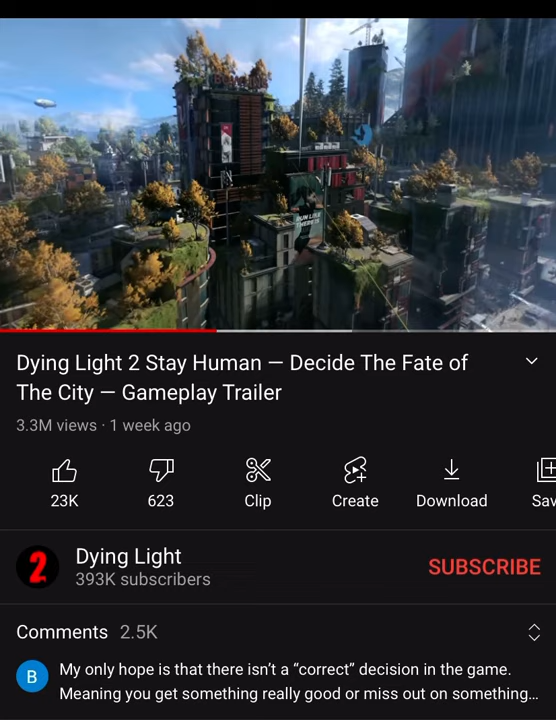 RUN LIKE
Dying Light 2 Stay Human — Decide The Fate of
The City — Gameplay Trailer
3.3M views · 1 week ago
23K
623
Clip
Create
Download
Sav
2
Dying Light
393K subscribers
SUBSCRIBE
Comments 2.5K
B
My only hope is that there isn’t a “correct” decision in the game.
Meaning you get something really good or miss out on something...